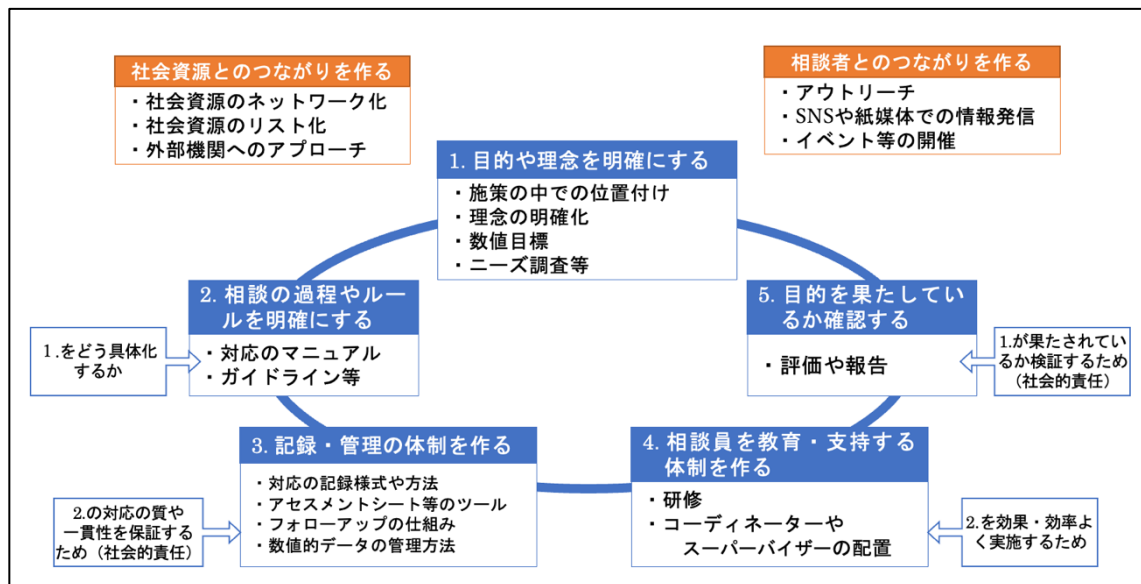 社会資源とのつながりを作る
・社会資源のネットワーク化
・社会資源のリスト化
・外部機関へのアプローチ
相談者とのつながりを作る
・アウトリーチ
・SNSや紙媒体での情報発信
・イベント等の開催
1. 目的や理念を明確にする
・施策の中での位置付け
・理念の明確化
・数値目標
・ニーズ調査等
2. 相談の過程やルー
ルを明確にする
・対応のマニュアル
・ガイドライン等
1.をどう具体化
するか
5. 目的を果たしてい
るか確認する
・評価や報告
1.が果たされてい
るか検証するため
（社会的責任）
3. 記録・管理の体制を作る
・対応の記録様式や方法
・アセスメントシート等のツール
・フォローアップの仕組み
・数値的データの管理方法
2.の対応の質や
一貫性を保証する
ため（社会的責任）
4. 相談員を教育・支持する
体制を作る
・研修
・コーディネーターや
スーパーバイザーの配置
2.を効果・効率よ
く実施するため